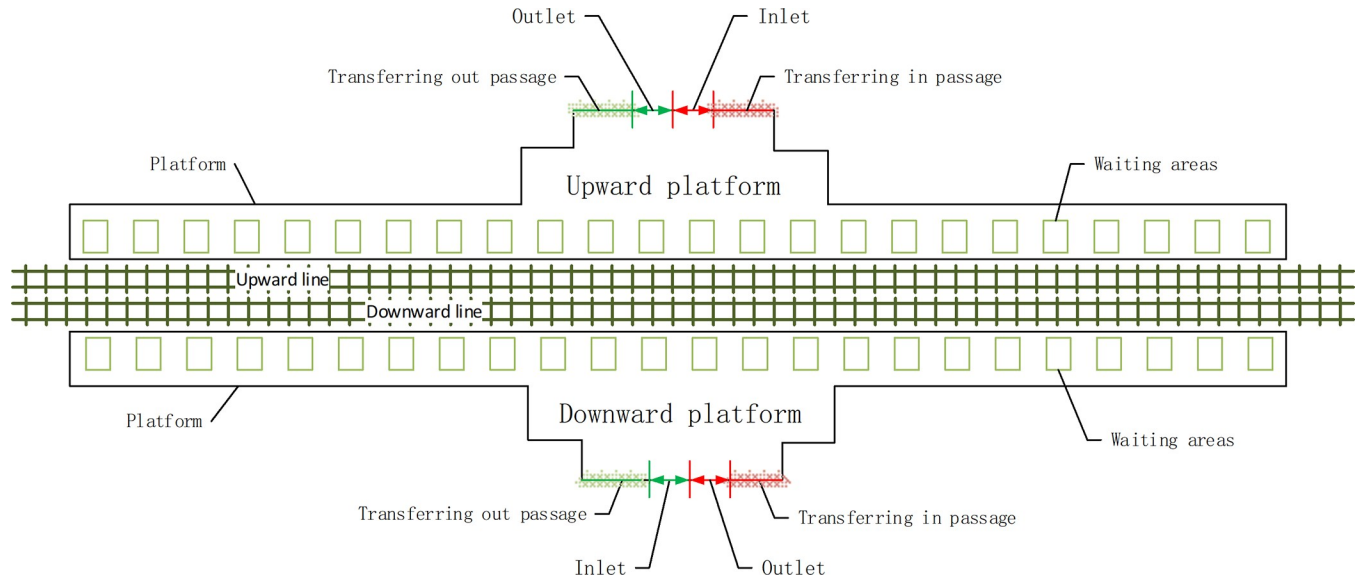 Outlet
Inlet
Transferring out passage
Transferring in passage
Platform
Waiting areas
Upward platform
Upward line
Downward line
Downward platform
Platform
Waiting areas
Transferring out passage
Transferring in passage
Inlet
Outlet